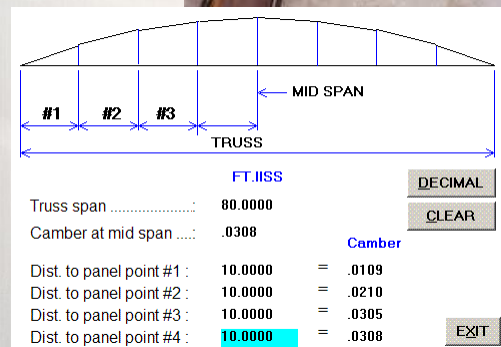 MID SPAN
#1 #2 #3
TRUSS
FT.IISS
DECIMAL
Truss span ....................: 80.0000
CLEAR
Camber at mid span ....: .0308
Camber
Dist. to panel point #1 : 10.0000 = .0109
Dist. to panel point #2 : 10.0000 = .0210
Dist. to panel point #3 : 10.0000 = .0305
Dist. to panel point #4 : 10.0000 = .0308
EXIT